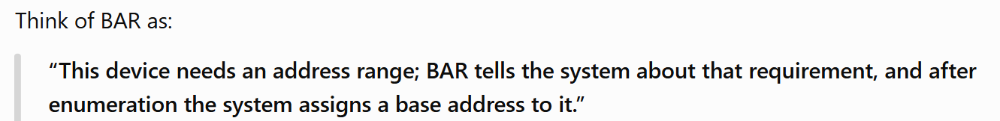 Think of BAR as:
“This device needs an address range; BAR tells the system about that requirement, and after
enumeration the system assigns a base address to it.”